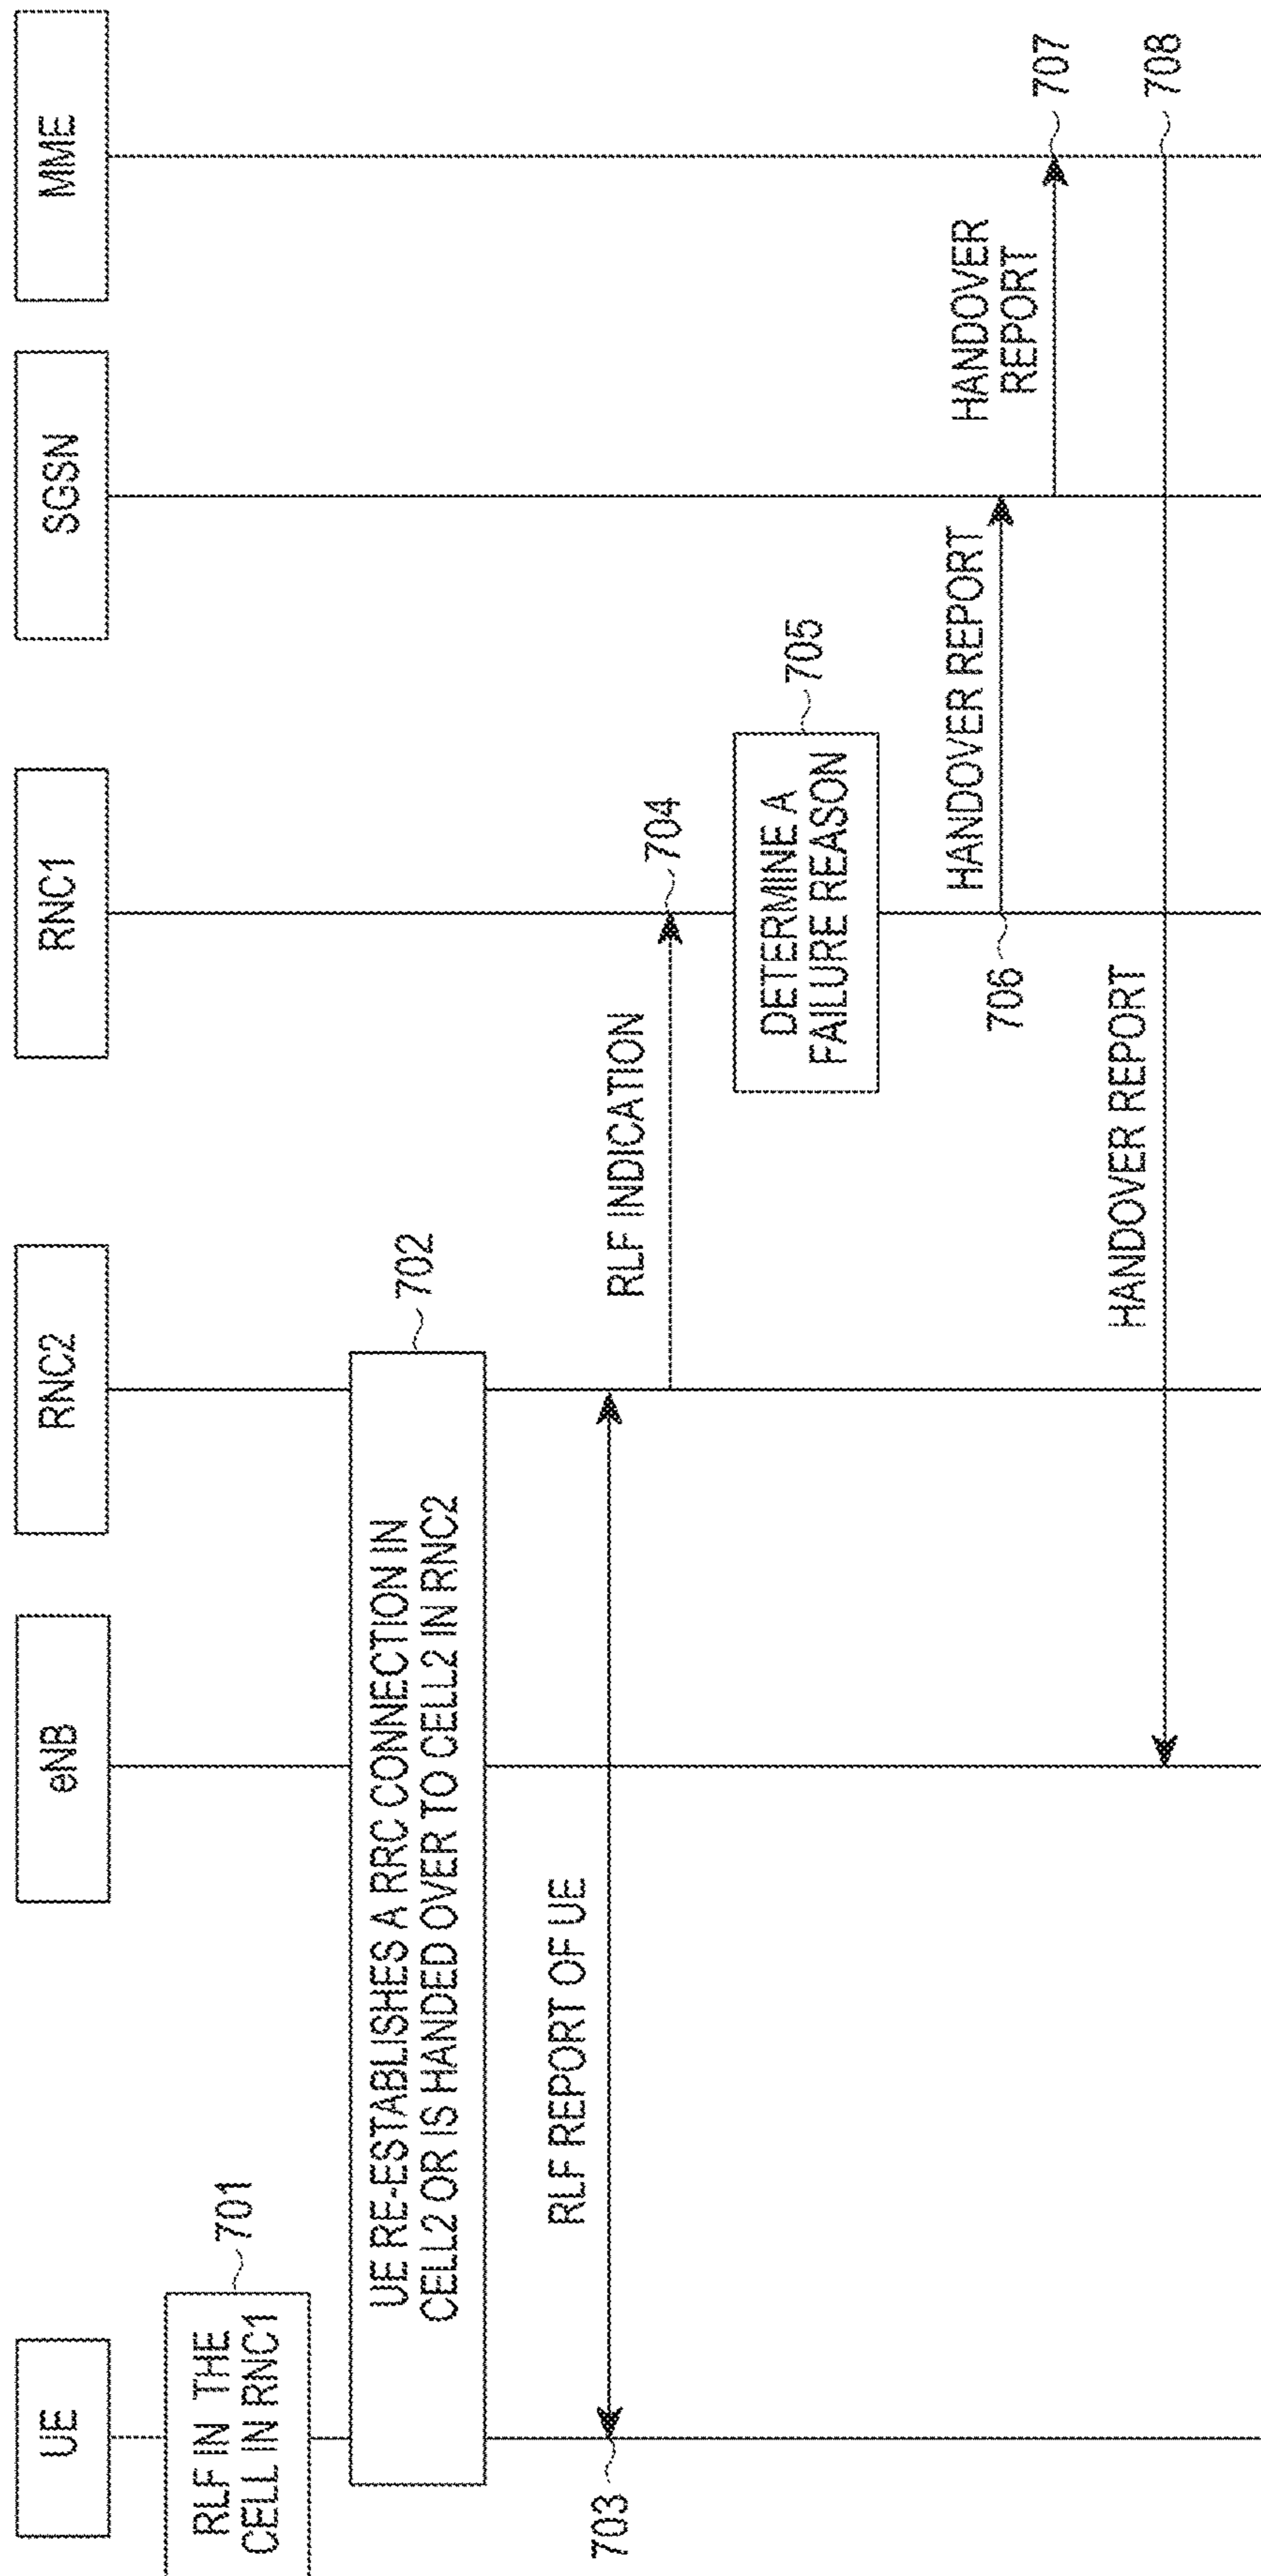 UE
eNB
RNC2
RNC1
SGSN
MME
RLF IN THE
CELL IN RNC1
701
UE RE-ESTABLISHES A RRC CONNECTION IN
CELL2 OR IS HANDED OVER TO CELL2 IN RNC2
702
RLF REPORT OF UE
703
RLF INDICATION
704
DETERMINE A
FAILURE REASON
705
HANDOVER REPORT
706
HANDOVER
REPORT
707
HANDOVER REPORT
708